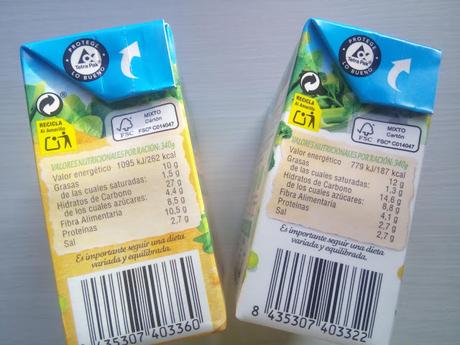 PROTEGE
Tetra Pak
LO BUENO
RECICLA
Al Amarillo
FSC
MIXTO
Cartón
FSC® C014047
VALORES NUTRICIONALES POR RACIÓN: 340g
Valor energético 1095 kJ/262 kcal
Grasas 10 g
de las cuales saturadas: 1,5 g
Hidratos de Carbono 27 g
de los cuales azúcares: 4,4 g
Fibra Alimentaria 8,5 g
Proteinas 10,5 g
Sal 2,7 g
Es importante seguir una dieta
variada y equilibrada.
8 435307 403360
PROTEGE
Tetra Pak
LO BUENO
RECICLA
Al Amarillo
FSC
MIXTO
Cartón
FSC® C014047
VALORES NUTRICIONALES POR RACIÓN: 340g
Valor energético 779 kJ/187 kcal
Grasas 12 g
de las cuales saturadas: 1,3 g
Hidratos de Carbono 14,6 g
de los cuales azúcares: 8,8 g
Fibra Alimentaria 4,1 g
Proteinas 2,7 g
Sal 2,7 g
Es importante seguir una dieta
variada y equilibrada.
8 435307 403322